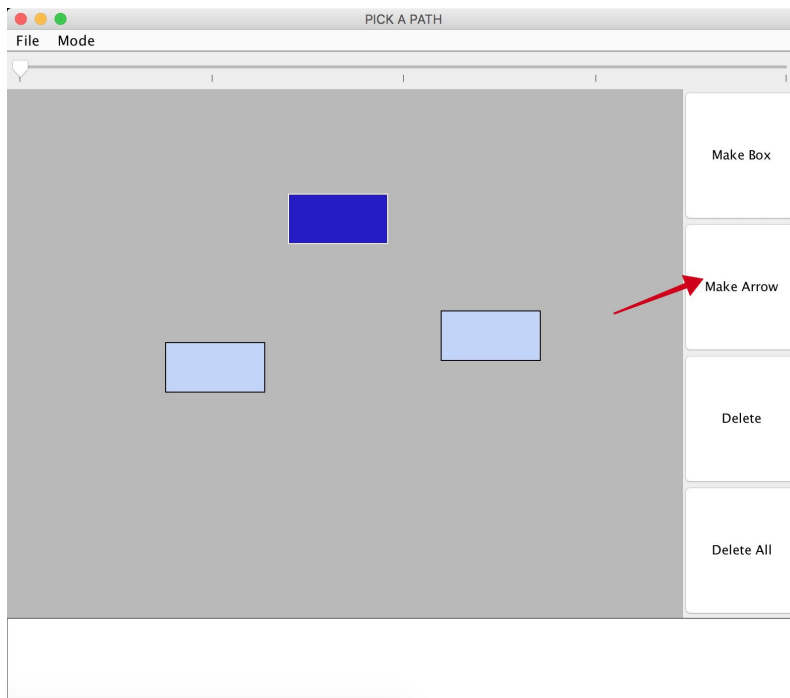 PICK A PATH
File Mode
Make Box
Make Arrow
Delete
Delete All